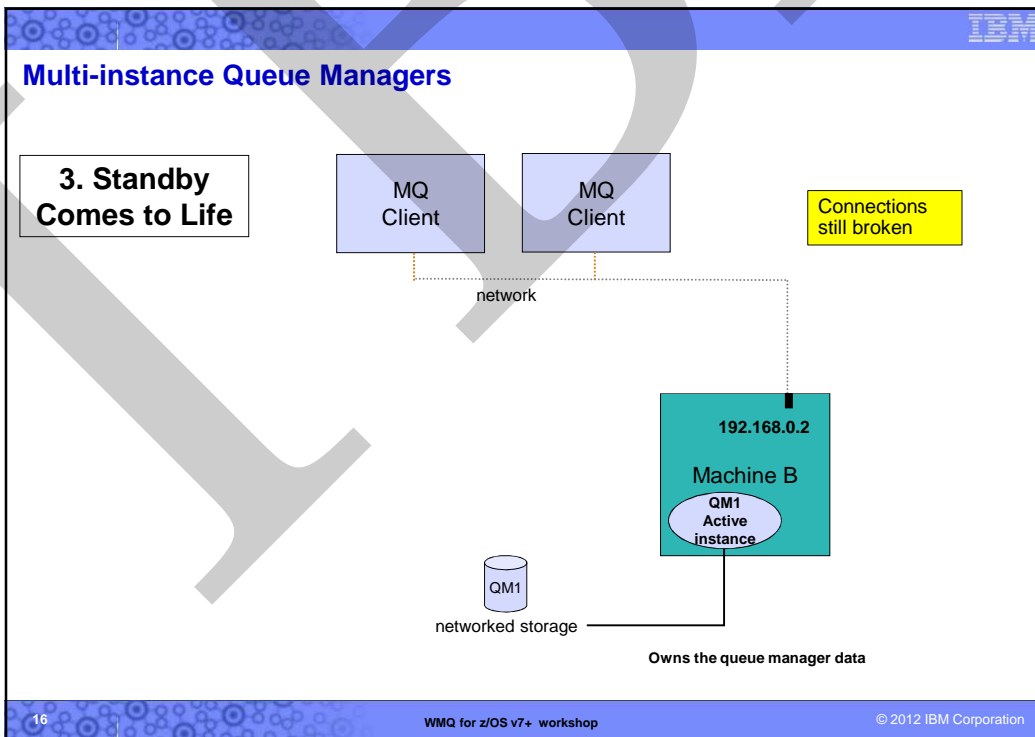 IBM
Multi-instance Queue Managers
3. Standby
Comes to Life
MQ
Client
MQ
Client
Connections
still broken
network
192.168.0.2
Machine B
QM1
Active
instance
QM1
networked storage
Owns the queue manager data
16
WMQ for z/OS v7+ workshop
© 2012 IBM Corporation